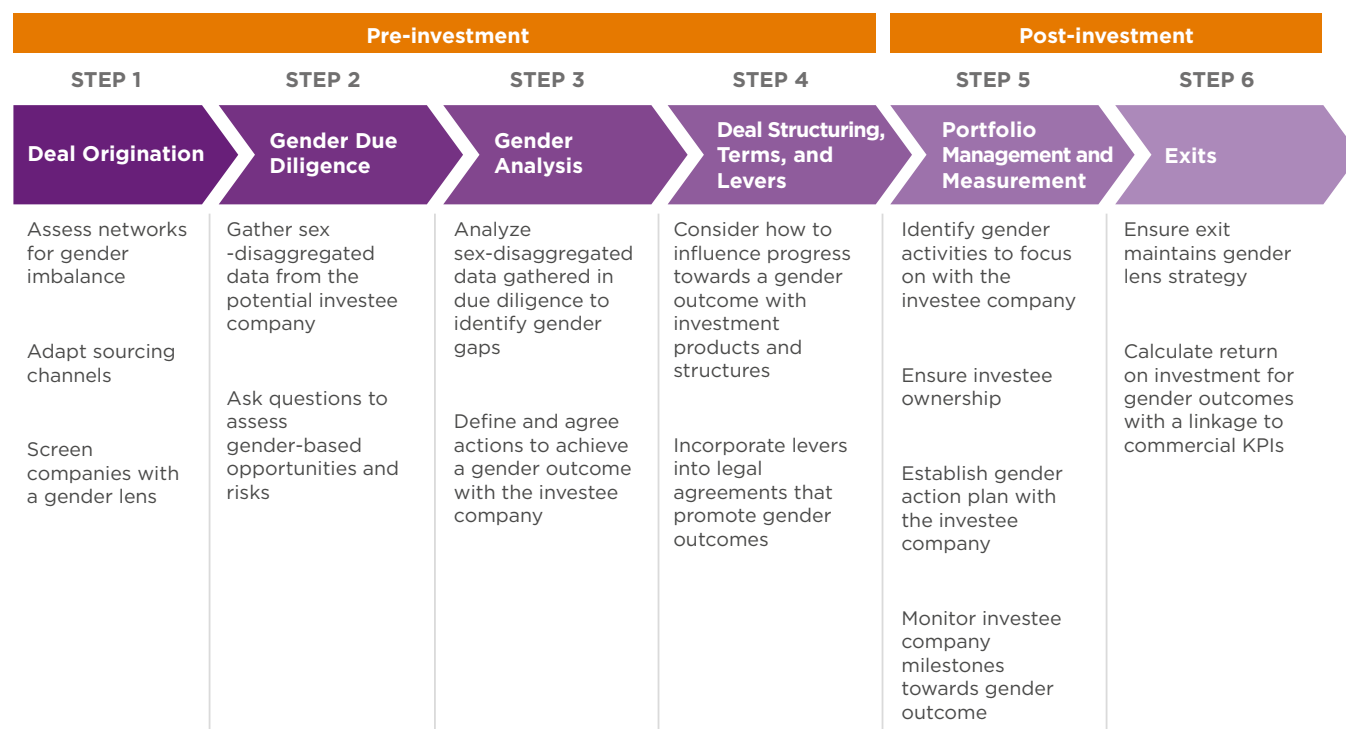 Pre-investment
Post-investment
STEP 1
STEP 2
STEP 3
STEP 4
STEP 5
STEP 6
Deal Origination
Gender Due
Diligence
Gender
Analysis
Deal Structuring,
Terms, and
Levers
Portfolio
Management and
Measurement
Exits
Assess networks
for gender
imbalance
Adapt sourcing
channels
Screen
companies with
a gender lens
Gather sex
-disaggregated
data from the
potential investee
company
Ask questions to
assess
gender-based
opportunities and
risks
Analyze
sex-disaggregated
data gathered in
due diligence to
identify gender
gaps
Define and agree
actions to achieve
a gender outcome
with the investee
company
Consider how to
influence progress
towards a gender
outcome with
investment
products and
structures
Incorporate levers
into legal
agreements that
promote gender
outcomes
Identify gender
activities to focus
on with the
investee company
Ensure investee
ownership
Establish gender
action plan with
the investee
company
Monitor investee
company
milestones
towards gender
outcome
Ensure exit
maintains gender
lens strategy
Calculate return
on investment for
gender outcomes
with a linkage to
commercial KPIs